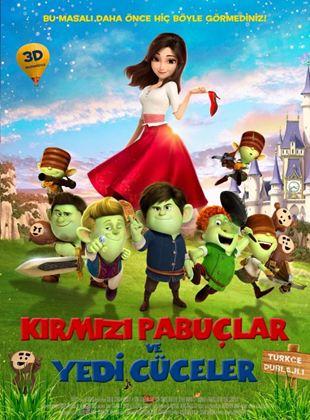 BU MASALI DAHA ÖNCE HİÇ BÖYLE GÖRMEDİNİZ!
3D
KIRMIZI PABUÇLAR
VE
YEDİ CÜCELER
TÜRKÇE
DUBLAJLI